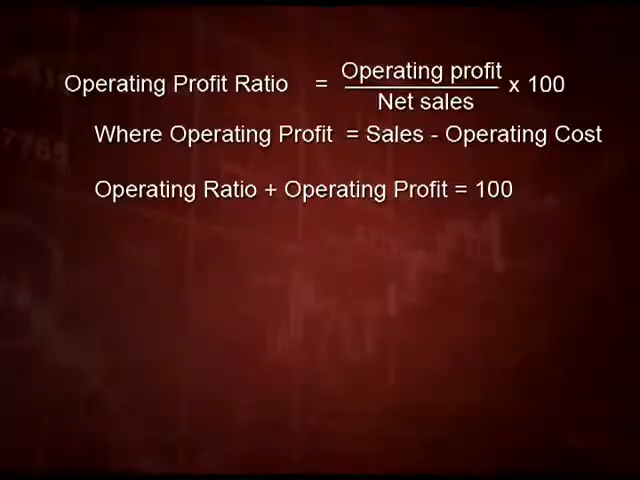 Operating Profit Ratio = Operating profit / Net sales x 100
Where Operating Profit = Sales - Operating Cost
Operating Ratio + Operating Profit = 100